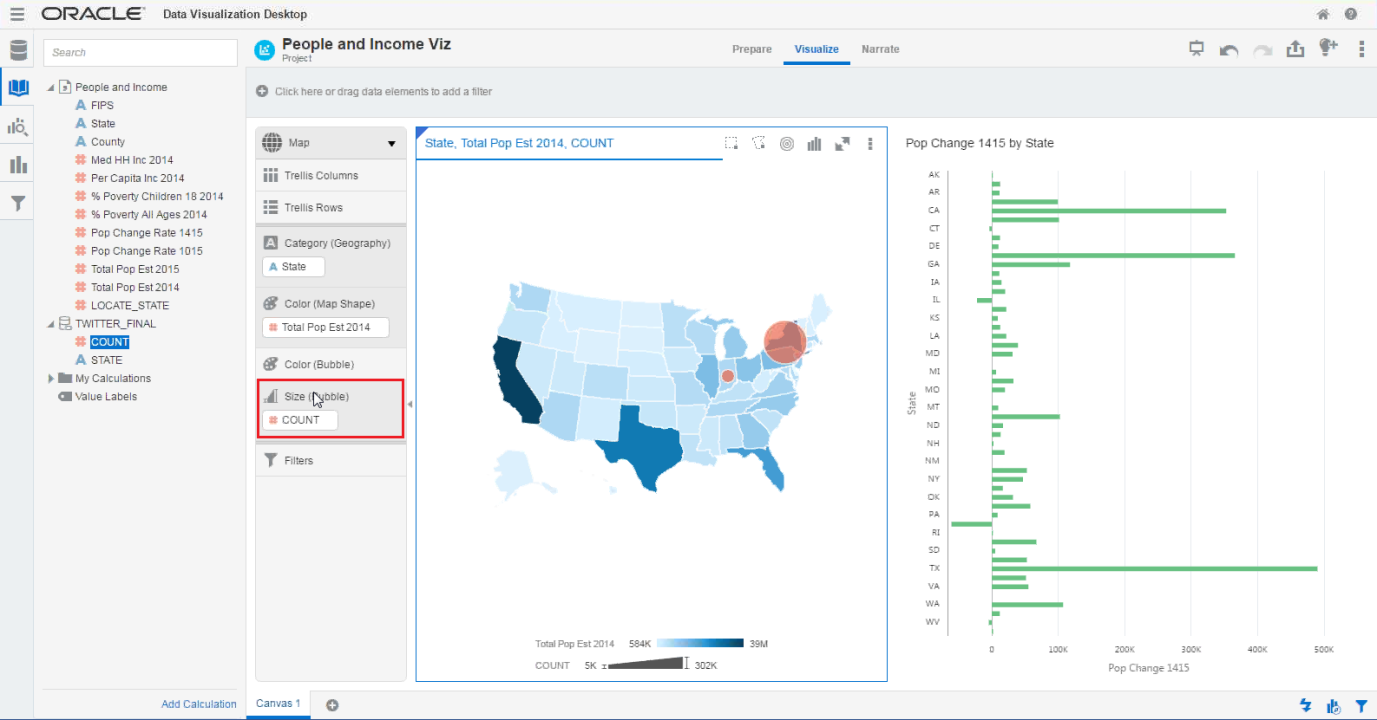 ORACLE Data Visualization Desktop
Search
People and Income
FIPS
State
County
Med HH Inc 2014
Per Capita Inc 2014
% Poverty Children 18 2014
% Poverty All Ages 2014
Pop Change Rate 1415
Pop Change Rate 1015
Total Pop Est 2015
Total Pop Est 2014
LOCATE_STATE
TWITTER_FINAL
COUNT
STATE
My Calculations
Value Labels
Add Calculation
People and Income Viz
Project
Prepare Visualize Narrate
Click here or drag data elements to add a filter
Map
Trellis Columns
Trellis Rows
Category (Geography)
State
Color (Map Shape)
Total Pop Est 2014
Color (Bubble)
Size (Bubble)
COUNT
Filters
State, Total Pop Est 2014, COUNT
Total Pop Est 2014 584K 39M
COUNT 5K 302K
Pop Change 1415 by State
State
AK
AR
CA
CT
DE
GA
IA
IL
KS
LA
MD
MI
MO
MT
ND
NH
NM
NY
OK
PA
RI
SD
TX
VA
WA
WV
0 100K 200K 300K 400K 500K
Pop Change 1415
Canvas 1